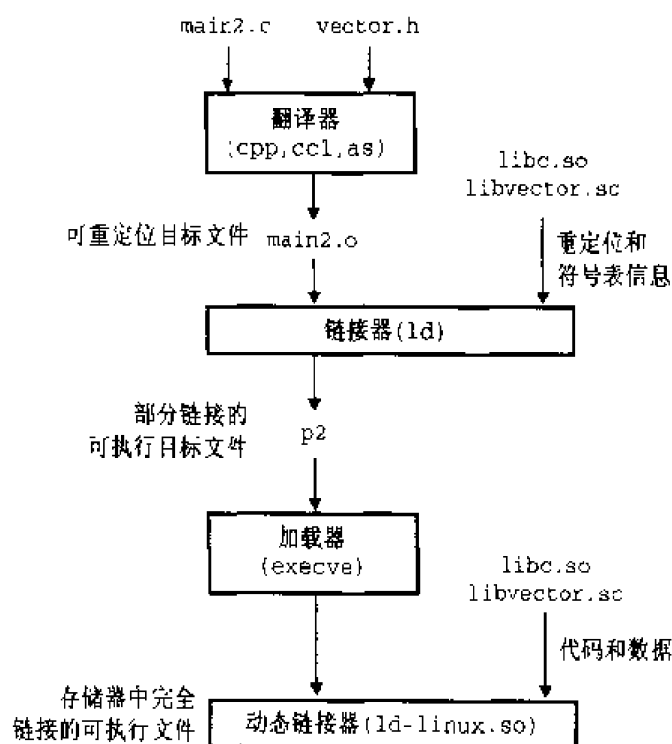 main2.c vector.h
翻译器
(cpp,cc1,as)
libc.so
libvector.so
可重定位目标文件 main2.o
重定位和
符号表信息
链接器(ld)
部分链接的
可执行目标文件
p2
加载器
(execve)
libc.so
libvector.so
代码和数据
存储器中完全
链接的可执行文件
动态链接器(ld-linux.so)